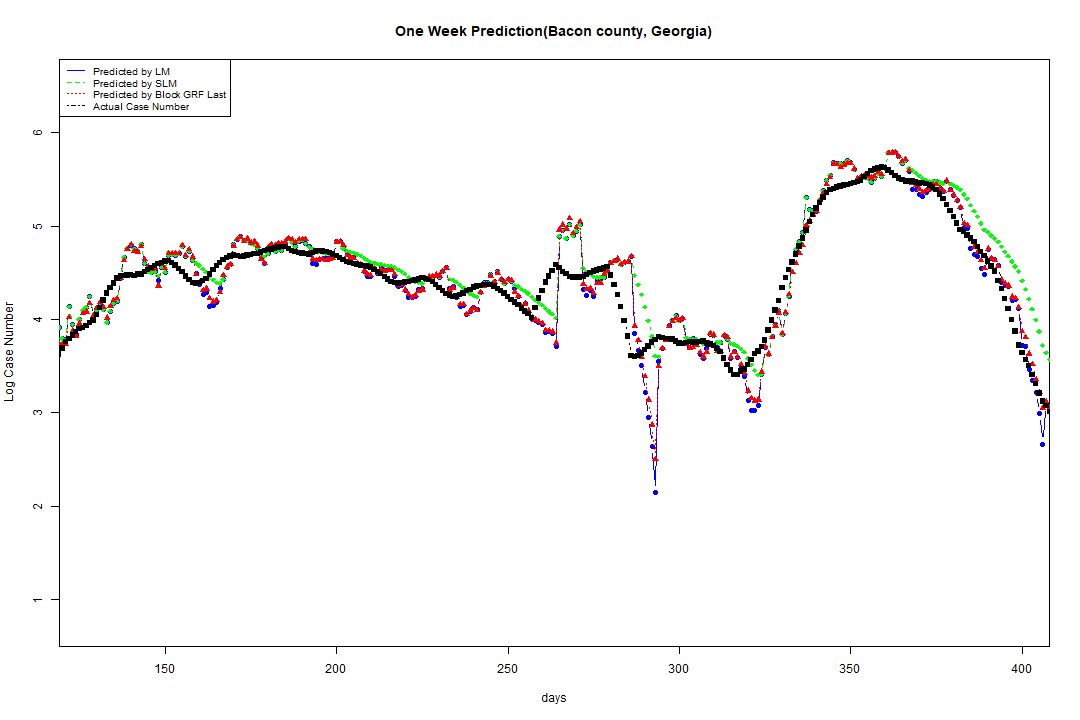 One Week Prediction(Bacon county, Georgia)
Predicted by LM
Predicted by SLM
Predicted by Block GRF Last
Actual Case Number
6
5
4
3
2
1
Log Case Number
150 200 250 300 350 400
days